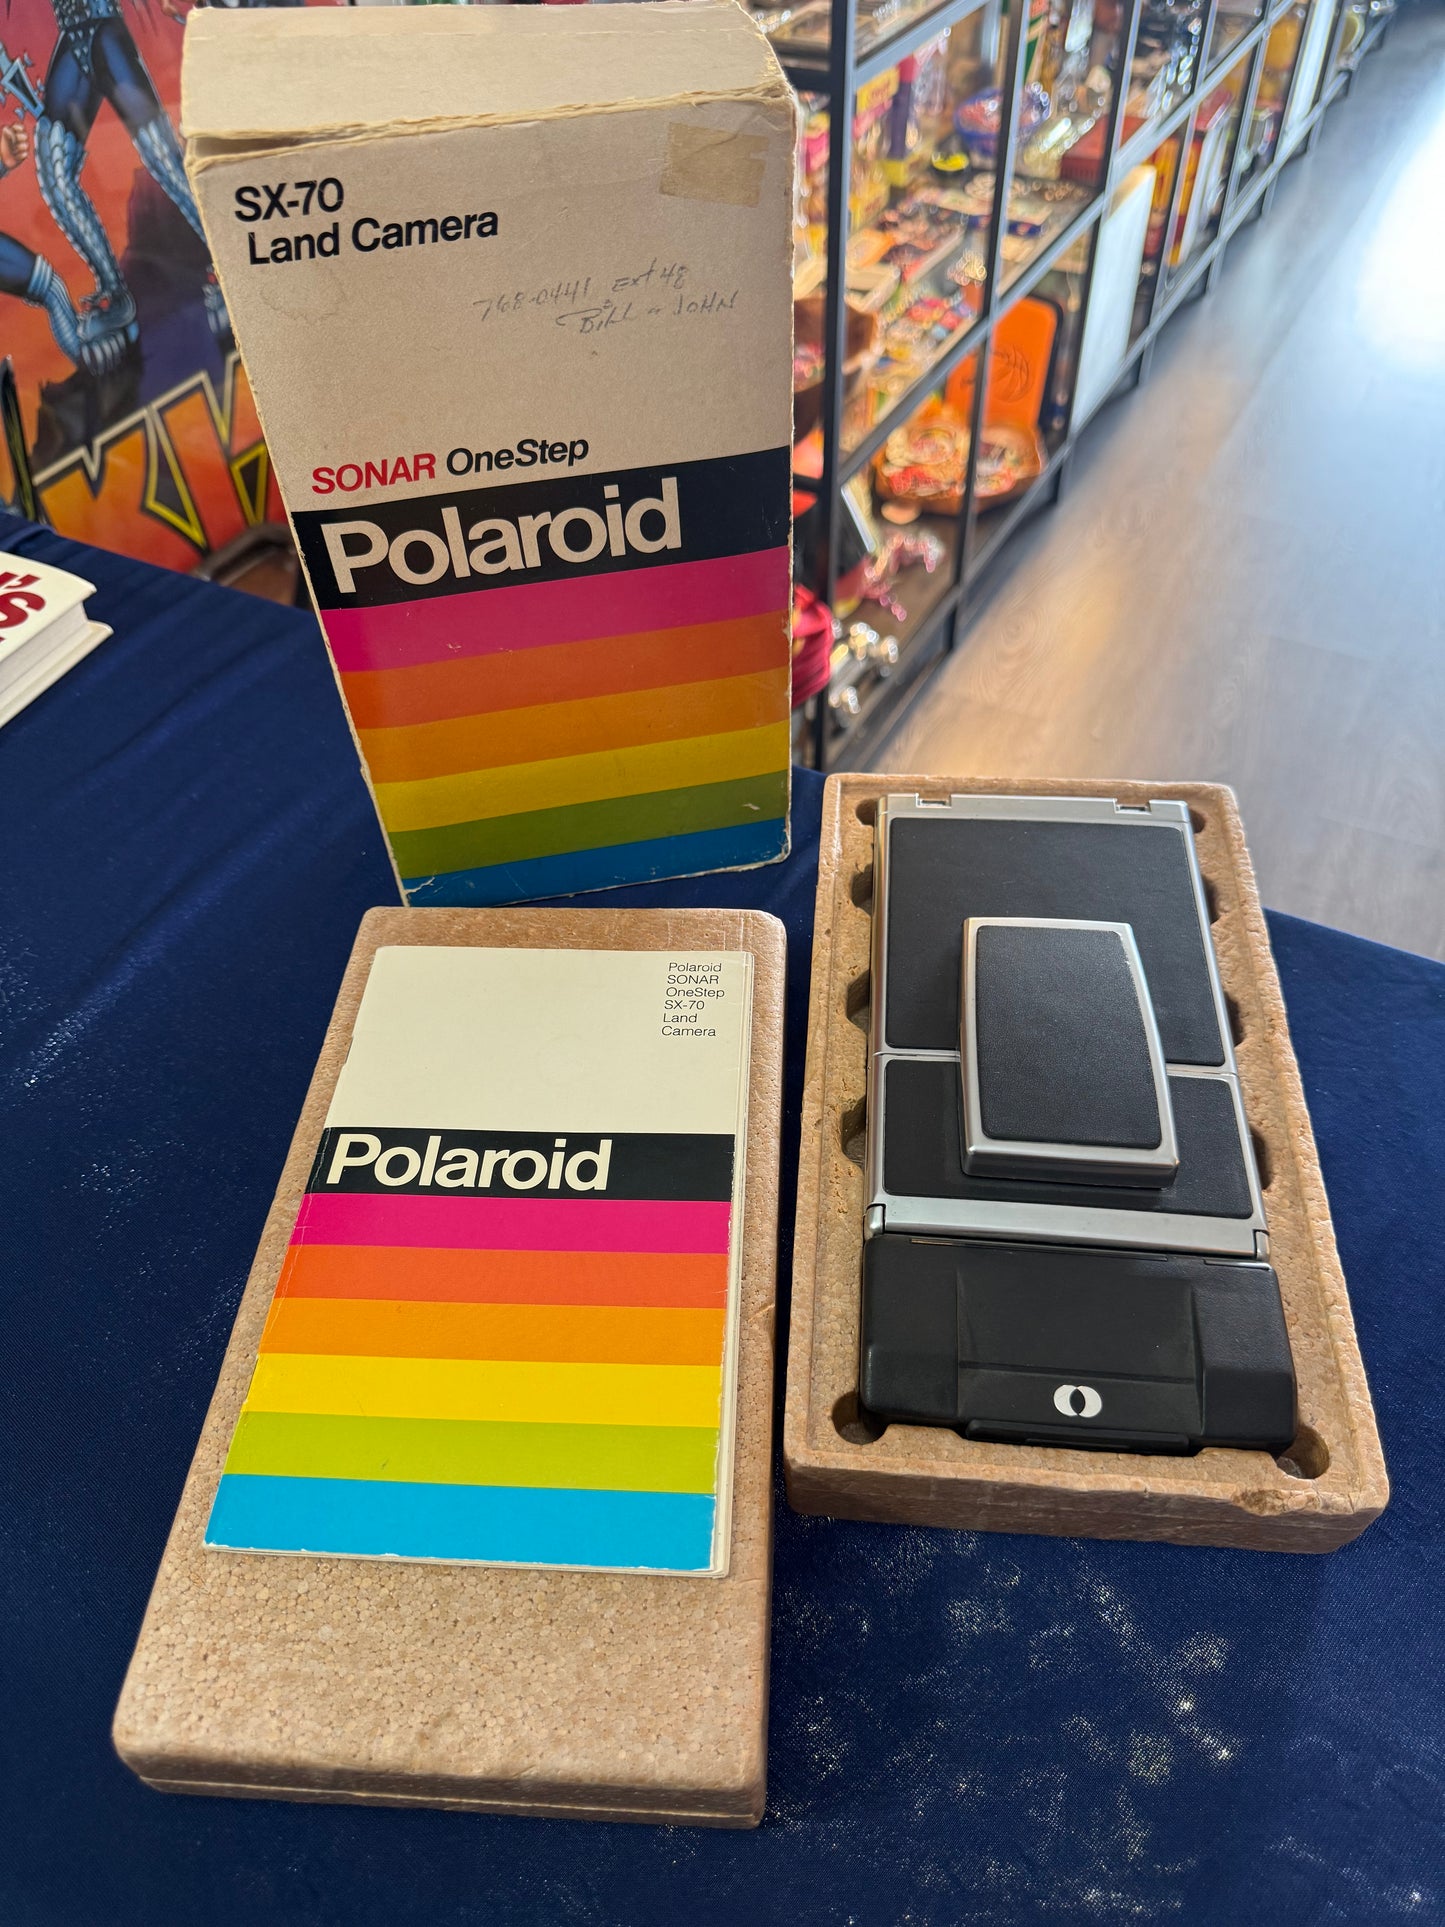 SX-70
Land Camera
768-0441 Ext 48
Bill - JOHN
SONAR OneStep
Polaroid
Polaroid
SONAR
OneStep
SX-70
Land
Camera
Polaroid
'S